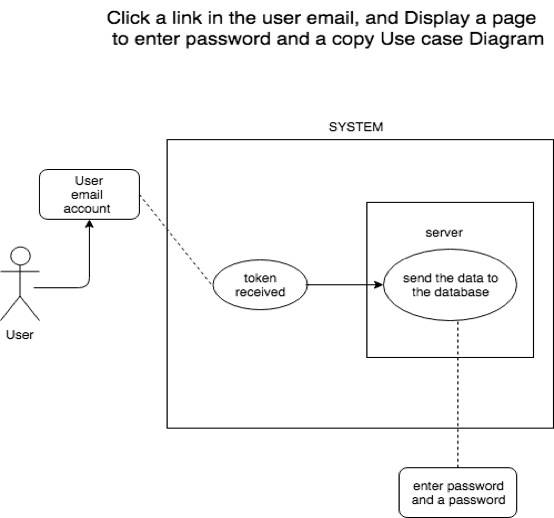 Click a link in the user email, and Display a page
to enter password and a copy Use case Diagram
SYSTEM
User
email
account
server
token
received
send the data to
the database
User
enter password
and a password